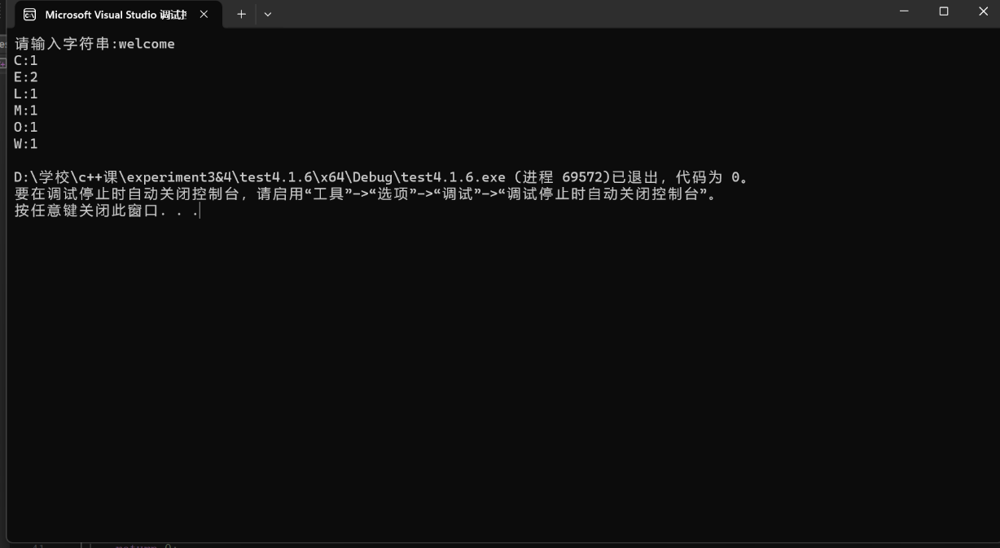 Microsoft Visual Studio 调试
请输入字符串:welcome
C:1
E:2
L:1
M:1
O:1
W:1
D:\学校\c++课\experiment3&4\test4.1.6\x64\Debug\test4.1.6.exe (进程 69572)已退出，代码为 0。
要在调试停止时自动关闭控制台，请启用“工具”->“选项”->“调试”->“调试停止时自动关闭控制台”。
按任意键关闭此窗口. . .